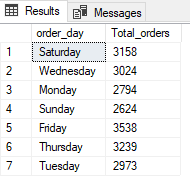 Results Messages
order_day Total_orders
1 Saturday 3158
2 Wednesday 3024
3 Monday 2794
4 Sunday 2624
5 Friday 3538
6 Thursday 3239
7 Tuesday 2973